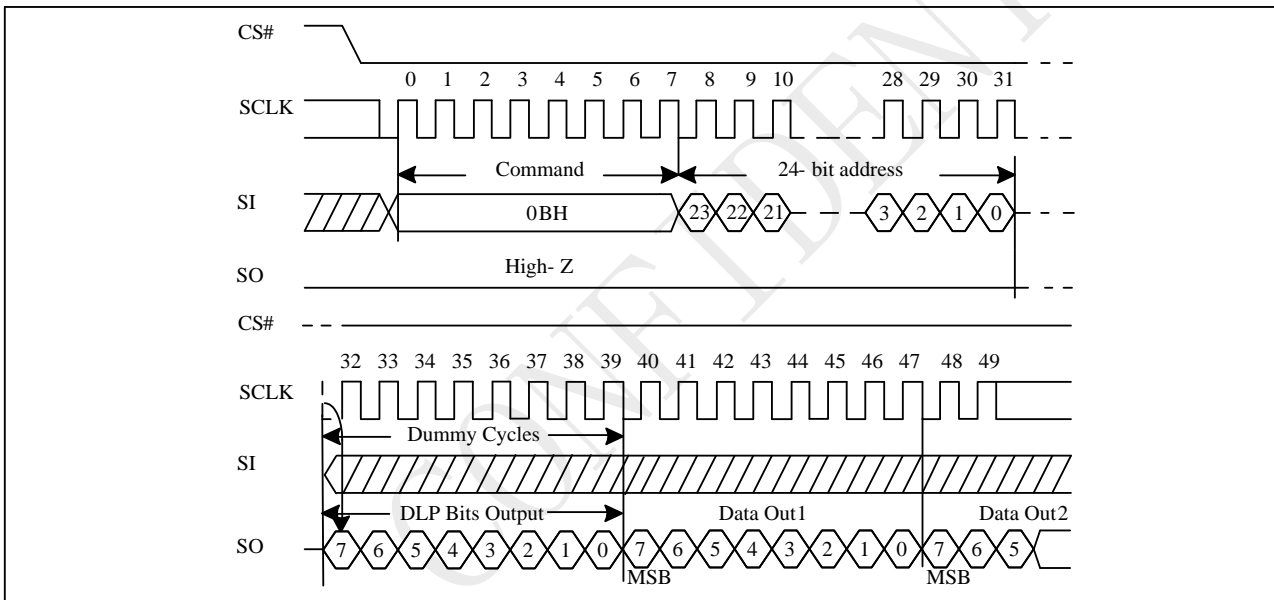 CS#
0 1 2 3 4 5 6 7 8 9 10 28 29 30 31
SCLK
Command 24- bit address
SI
0BH 23 22 21 3 2 1 0
High- Z
SO
CS#
32 33 34 35 36 37 38 39 40 41 42 43 44 45 46 47 48 49
SCLK
Dummy Cycles
SI
DLP Bits Output Data Out1 Data Out2
SO 7 6 5 4 3 2 1 0 7 6 5 4 3 2 1 0 7 6 5
MSB MSB
CONFIDENT